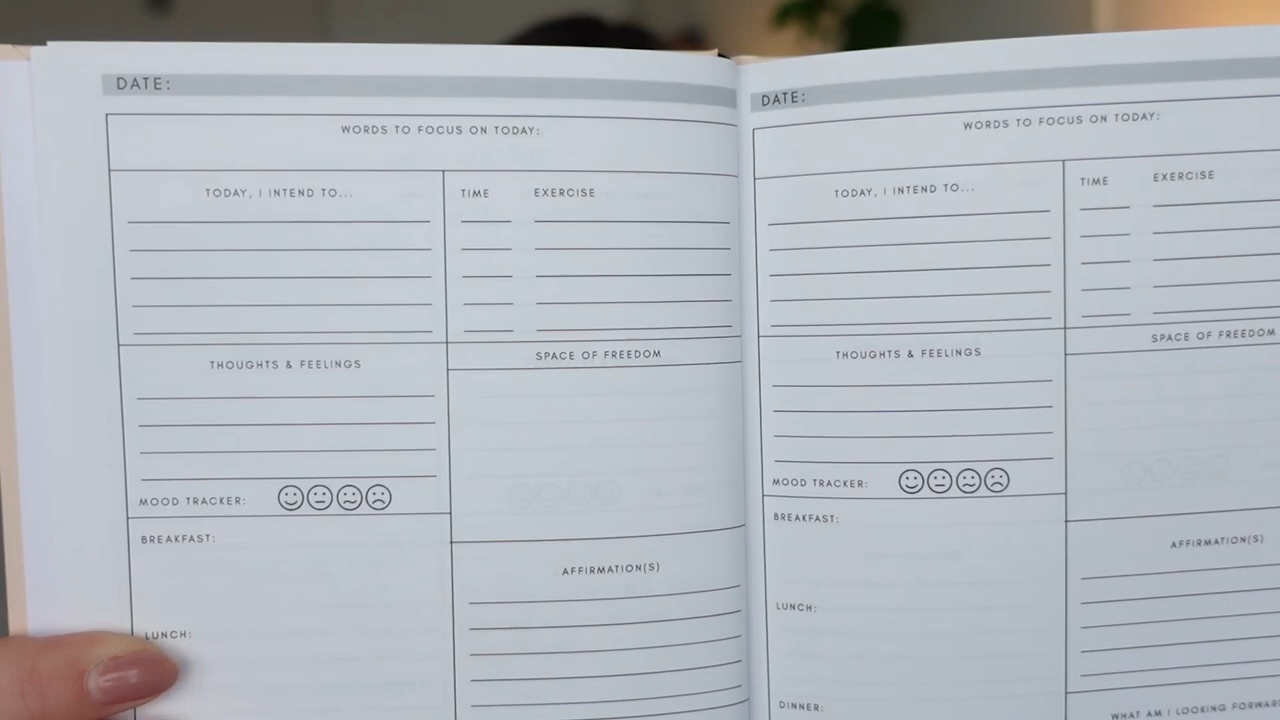 DATE:
WORDS TO FOCUS ON TODAY:
TODAY, I INTEND TO...
TIME EXERCISE
THOUGHTS & FEELINGS
SPACE OF FREEDOM
MOOD TRACKER:
BREAKFAST:
AFFIRMATION(S)
LUNCH:
DATE:
WORDS TO FOCUS ON TODAY:
TODAY, I INTEND TO...
TIME EXERCISE
THOUGHTS & FEELINGS
SPACE OF FREEDOM
MOOD TRACKER:
BREAKFAST:
AFFIRMATION(S)
LUNCH:
DINNER:
WHAT AM I LOOKING